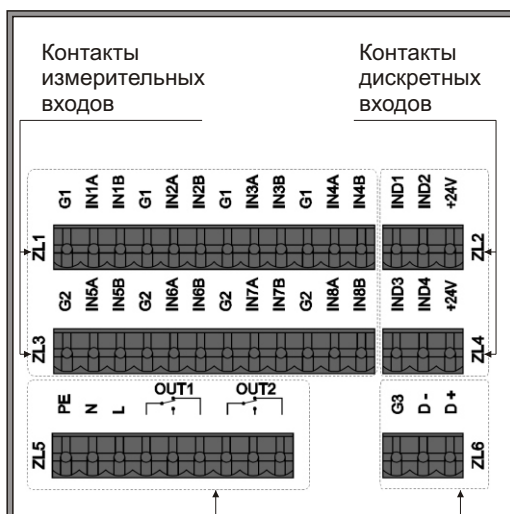 Контакты
измерительных
входов
Контакты
дискретных
входов
G1 IN1A IN1B G1 IN2A IN2B G1 IN3A IN3B G1 IN4A IN4B
IND1 IND2 +24V
ZL1
ZL2
G2 IN5A IN5B G2 IN6A IN6B G2 IN7A IN7B G2 IN8A IN8B
IND3 IND4 +24V
ZL3
ZL4
PE N L OUT1 OUT2
G3 D - D +
ZL5
ZL6